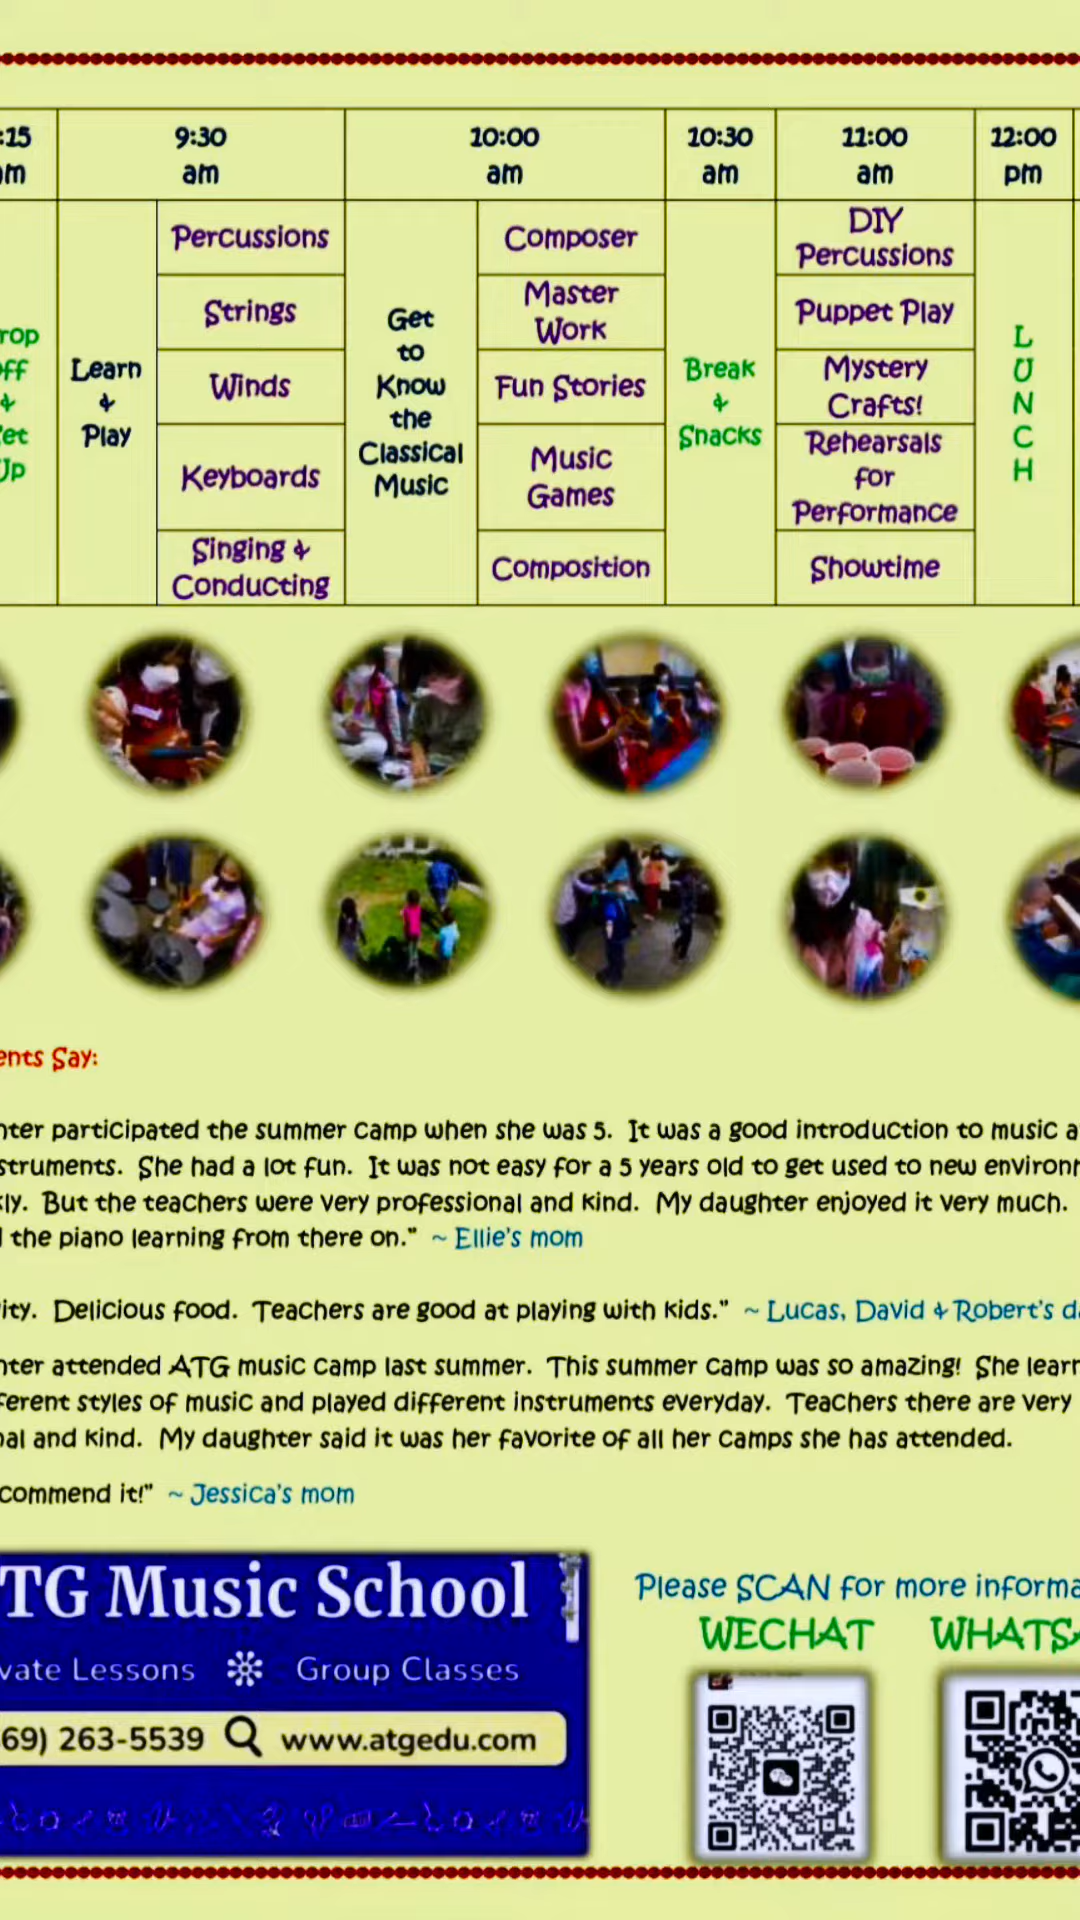 :15 am
9:30 am
10:00 am
10:30 am
11:00 am
12:00 pm
rop
ff
&
et
Up
Learn
&
Play
Percussions
Strings
Winds
Keyboards
Singing &
Conducting
Get
to
Know
the
Classical
Music
Composer
Master
Work
Fun Stories
Music
Games
Composition
Break
&
Snacks
DIY
Percussions
Puppet Play
Mystery
Crafts!
Rehearsals
for
Performance
Showtime
L
U
N
C
H
ents Say:
hter participated the summer camp when she was 5. It was a good introduction to music a
struments. She had a lot fun. It was not easy for a 5 years old to get used to new environ
kly. But the teachers were very professional and kind. My daughter enjoyed it very much.
the piano learning from there on." ~ Ellie's mom
ity. Delicious food. Teachers are good at playing with kids." ~ Lucas, David & Robert's da
hter attended ATG music camp last summer. This summer camp was so amazing! She learn
ferent styles of music and played different instruments everyday. Teachers there are very
nal and kind. My daughter said it was her favorite of all her camps she has attended.
commend it!" ~ Jessica's mom
TG Music School
vate Lessons Group Classes
69) 263-5539 www.atgedu.com
Please SCAN for more informa
WECHAT WHATSA